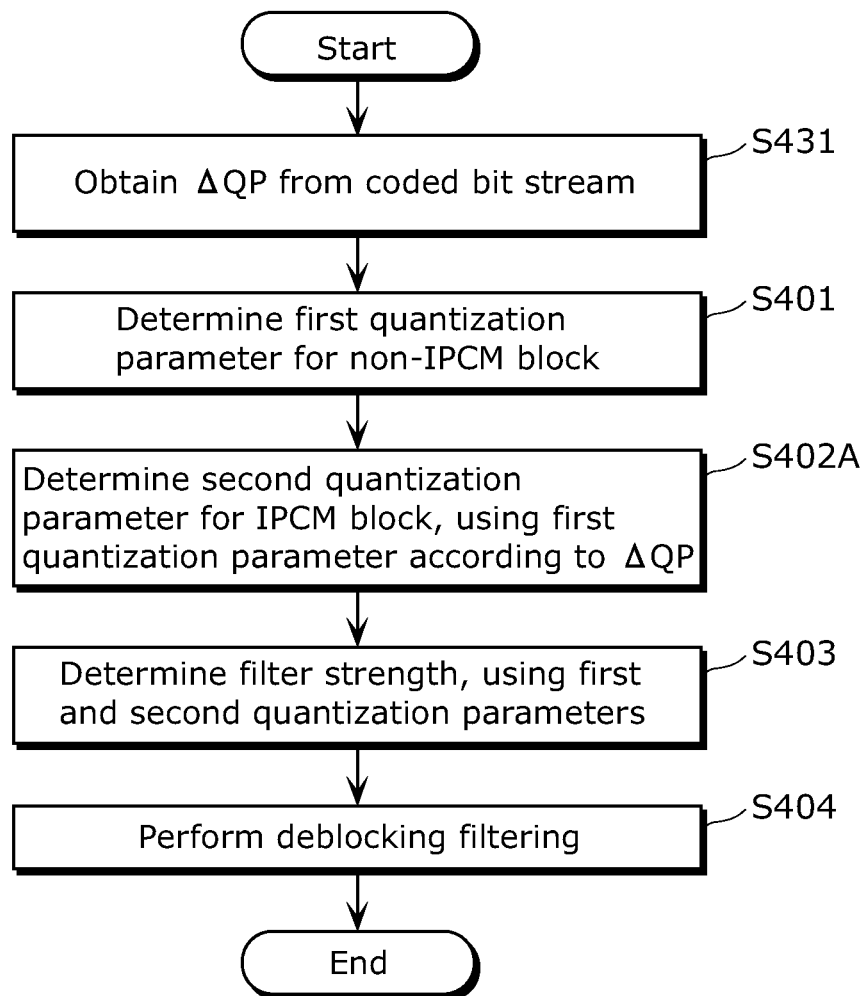 Start
S431
Obtain ΔQP from coded bit stream
S401
Determine first quantization
parameter for non-IPCM block
S402A
Determine second quantization
parameter for IPCM block, using first
quantization parameter according to ΔQP
S403
Determine filter strength, using first
and second quantization parameters
S404
Perform deblocking filtering
End